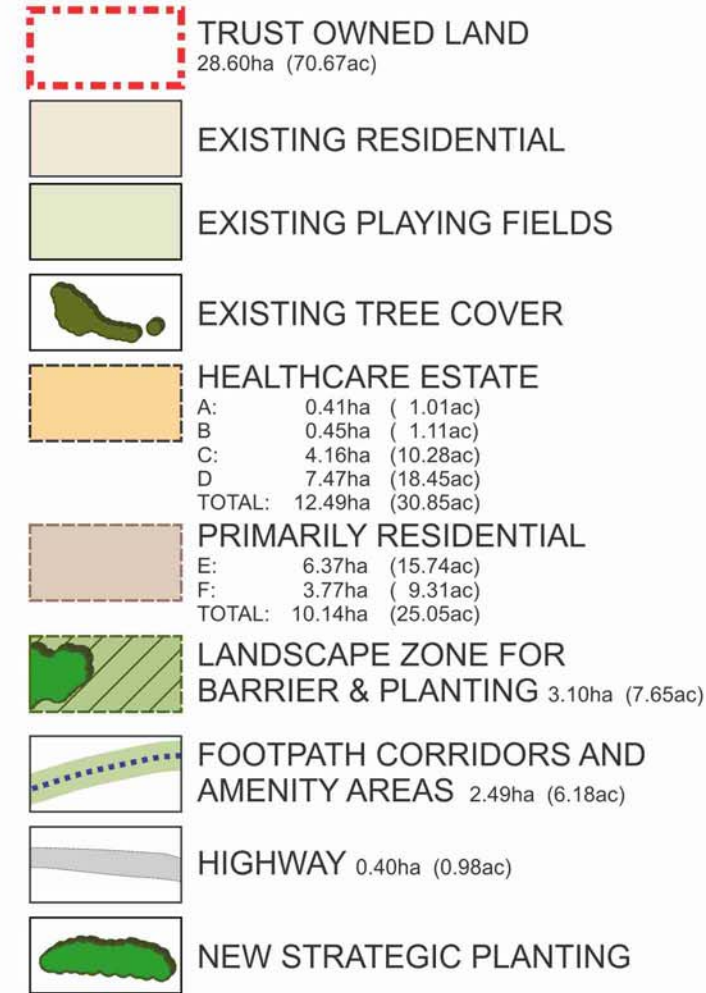 TRUST OWNED LAND
28.60ha (70.67ac)
EXISTING RESIDENTIAL
EXISTING PLAYING FIELDS
EXISTING TREE COVER
HEALTHCARE ESTATE
A: 0.41ha ( 1.01ac)
B 0.45ha ( 1.11ac)
C: 4.16ha (10.28ac)
D 7.47ha (18.45ac)
TOTAL: 12.49ha (30.85ac)
PRIMARILY RESIDENTIAL
E: 6.37ha (15.74ac)
F: 3.77ha ( 9.31ac)
TOTAL: 10.14ha (25.05ac)
LANDSCAPE ZONE FOR
BARRIER & PLANTING 3.10ha (7.65ac)
FOOTPATH CORRIDORS AND
AMENITY AREAS 2.49ha (6.18ac)
HIGHWAY 0.40ha (0.98ac)
NEW STRATEGIC PLANTING